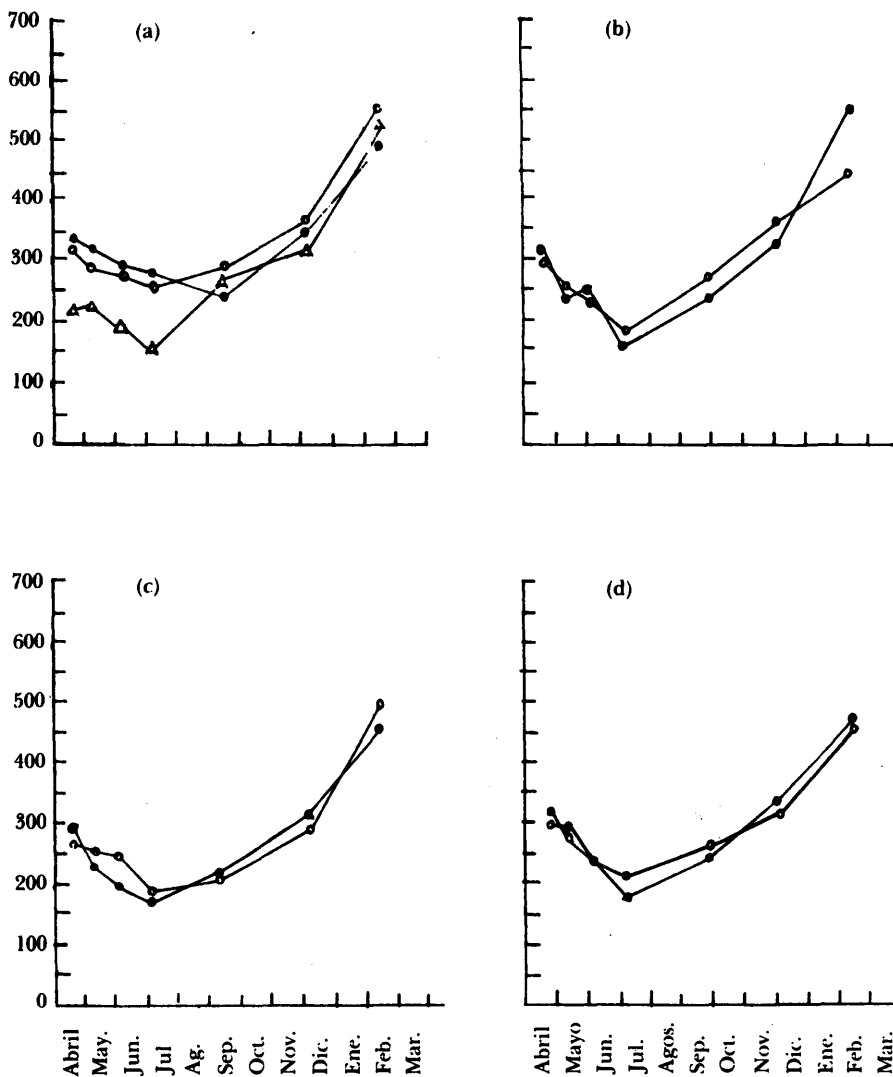 (a)
700
600
500
400
300
200
100
0
(b)
(c)
700
600
500
400
300
200
100
0
(d)
Abril May. Jun. Jul Ag. Sep. Oct. Nov. Dic. Ene. Feb. Mar.
Abril Mayo Jun. Jul. Agos. Sep. Oct. Nov. Dic. Ene. Feb. Mar.